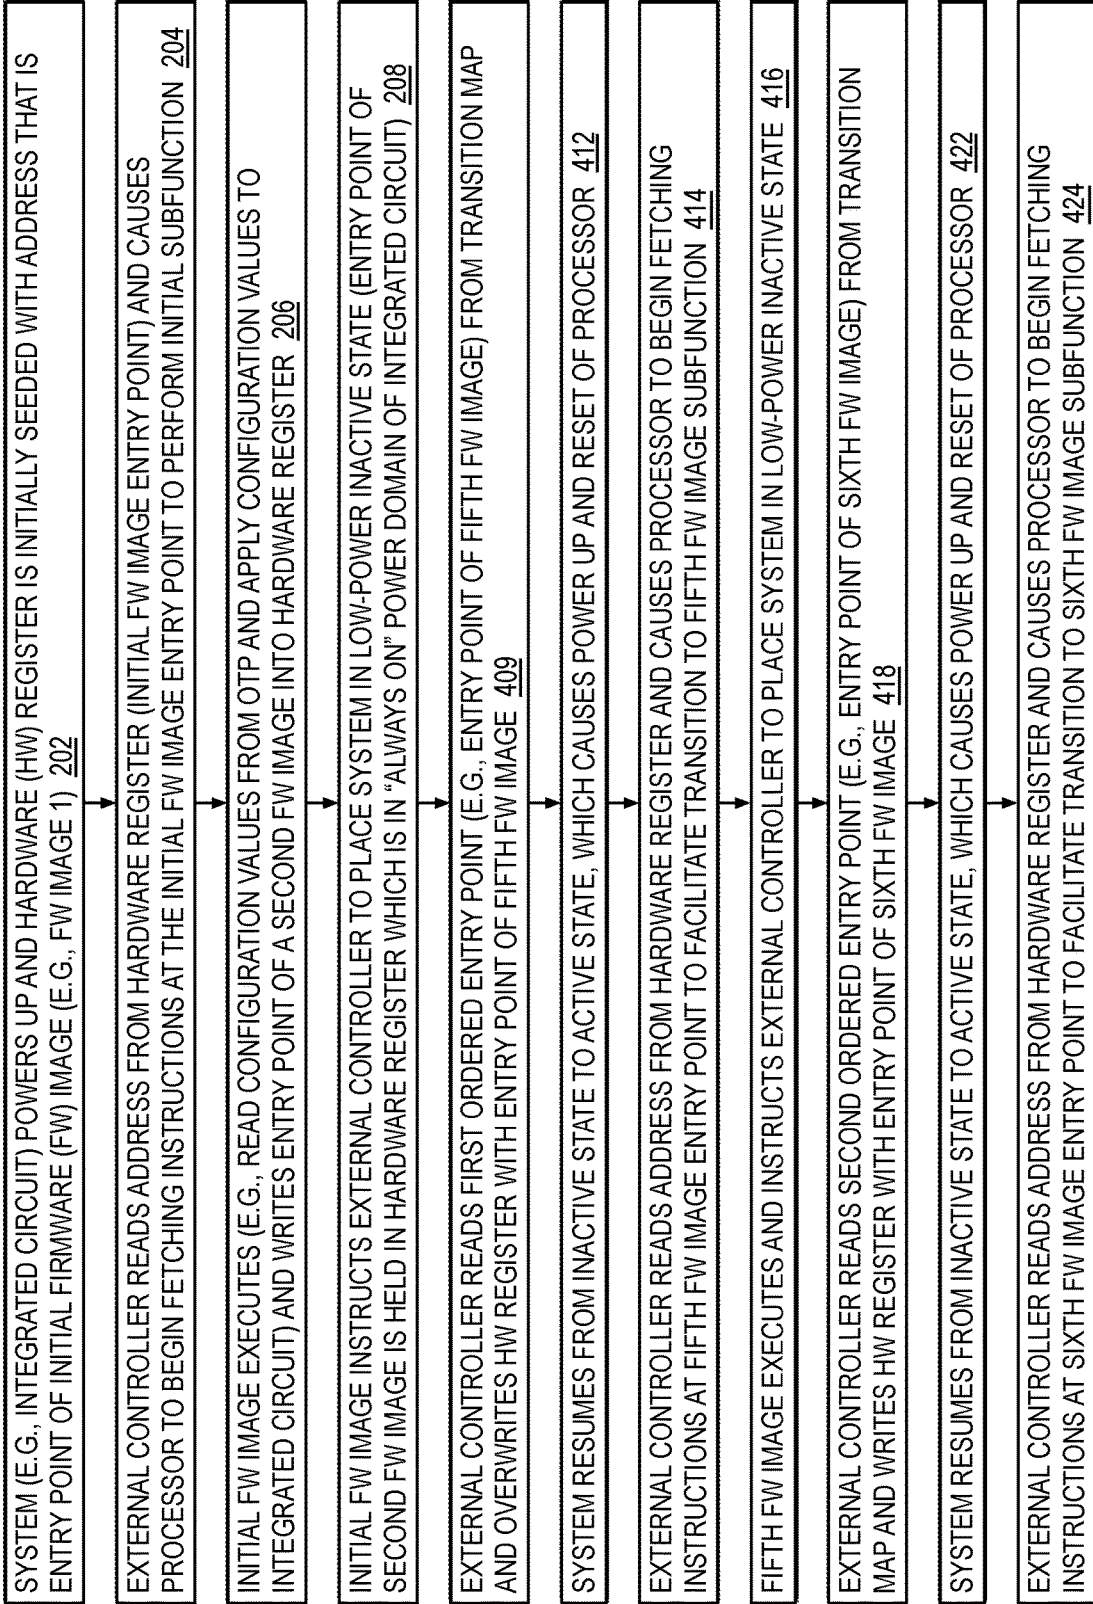 SYSTEM (E.G., INTEGRATED CIRCUIT) POWERS UP AND HARDWARE (HW) REGISTER IS INITIALLY SEEDED WITH ADDRESS THAT IS
ENTRY POINT OF INITIAL FIRMWARE (FW) IMAGE (E.G., FW IMAGE 1) 202
EXTERNAL CONTROLLER READS ADDRESS FROM HARDWARE REGISTER (INITIAL FW IMAGE ENTRY POINT) AND CAUSES
PROCESSOR TO BEGIN FETCHING INSTRUCTIONS AT THE INITIAL FW IMAGE ENTRY POINT TO PERFORM INITIAL SUBFUNCTION 204
INITIAL FW IMAGE EXECUTES (E.G., READ CONFIGURATION VALUES FROM OTP AND APPLY CONFIGURATION VALUES TO
INTEGRATED CIRCUIT) AND WRITES ENTRY POINT OF A SECOND FW IMAGE INTO HARDWARE REGISTER 206
INITIAL FW IMAGE INSTRUCTS EXTERNAL CONTROLLER TO PLACE SYSTEM IN LOW-POWER INACTIVE STATE (ENTRY POINT OF
SECOND FW IMAGE IS HELD IN HARDWARE REGISTER WHICH IS IN "ALWAYS ON" POWER DOMAIN OF INTEGRATED CIRCUIT) 208
EXTERNAL CONTROLLER READS FIRST ORDERED ENTRY POINT (E.G., ENTRY POINT OF FIFTH FW IMAGE) FROM TRANSITION MAP
AND OVERWRITES HW REGISTER WITH ENTRY POINT OF FIFTH FW IMAGE 409
SYSTEM RESUMES FROM INACTIVE STATE TO ACTIVE STATE, WHICH CAUSES POWER UP AND RESET OF PROCESSOR 412
EXTERNAL CONTROLLER READS ADDRESS FROM HARDWARE REGISTER AND CAUSES PROCESSOR TO BEGIN FETCHING
INSTRUCTIONS AT FIFTH FW IMAGE ENTRY POINT TO FACILITATE TRANSITION TO FIFTH FW IMAGE SUBFUNCTION 414
FIFTH FW IMAGE EXECUTES AND INSTRUCTS EXTERNAL CONTROLLER TO PLACE SYSTEM IN LOW-POWER INACTIVE STATE 416
EXTERNAL CONTROLLER READS SECOND ORDERED ENTRY POINT (E.G., ENTRY POINT OF SIXTH FW IMAGE) FROM TRANSITION
MAP AND WRITES HW REGISTER WITH ENTRY POINT OF SIXTH FW IMAGE 418
SYSTEM RESUMES FROM INACTIVE STATE TO ACTIVE STATE, WHICH CAUSES POWER UP AND RESET OF PROCESSOR 422
EXTERNAL CONTROLLER READS ADDRESS FROM HARDWARE REGISTER AND CAUSES PROCESSOR TO BEGIN FETCHING
INSTRUCTIONS AT SIXTH FW IMAGE ENTRY POINT TO FACILITATE TRANSITION TO SIXTH FW IMAGE SUBFUNCTION 424